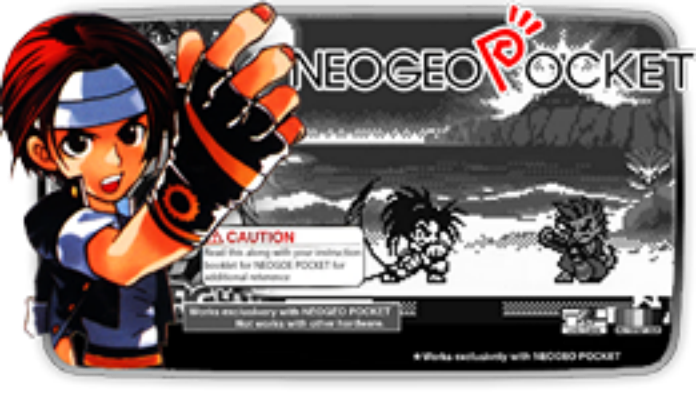 NEOGEO POCKET
⚠ CAUTION
Read this along with your instruction
booklet for NEOGEO POCKET for
additional reference
Works exclusively with NEOGEO POCKET
Not works with other hardware.
★Works exclusively with NEOGEO POCKET